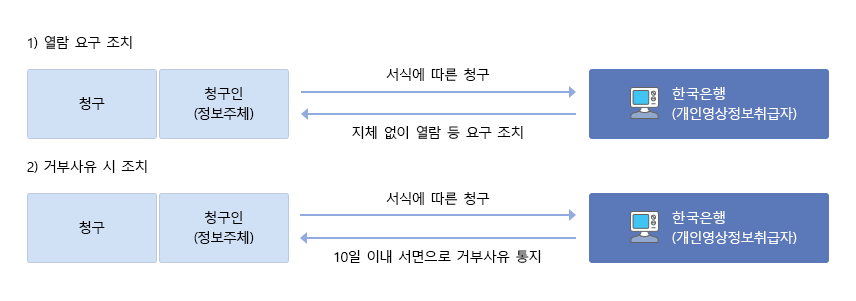 1) 열람 요구 조치
청구
청구인
(정보주체)
서식에 따른 청구
지체 없이 열람 등 요구 조치
한국은행
(개인영상정보취급자)
2) 거부사유 시 조치
청구
청구인
(정보주체)
서식에 따른 청구
10일 이내 서면으로 거부사유 통지
한국은행
(개인영상정보취급자)